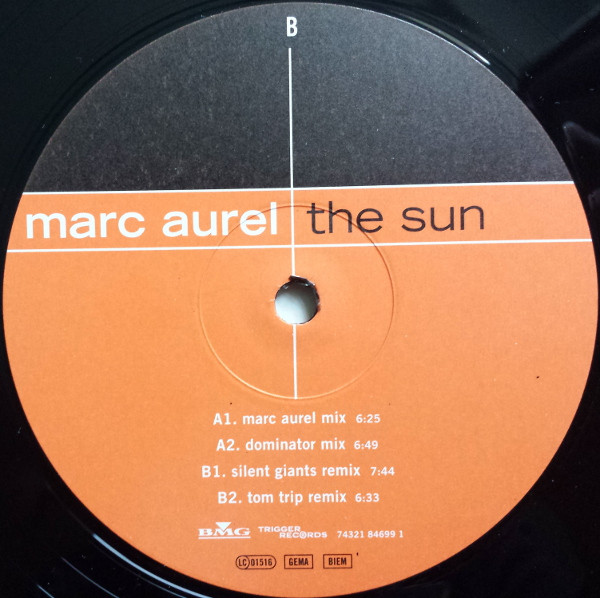 B
marc aurel the sun
A1. marc aurel mix 6:25
A2. dominator mix 6:49
B1. silent giants remix 7:44
B2. tom trip remix 6:33
BMG TRIGGER RECORDS 74321 84699 1
LC 01516 GEMA BIEM